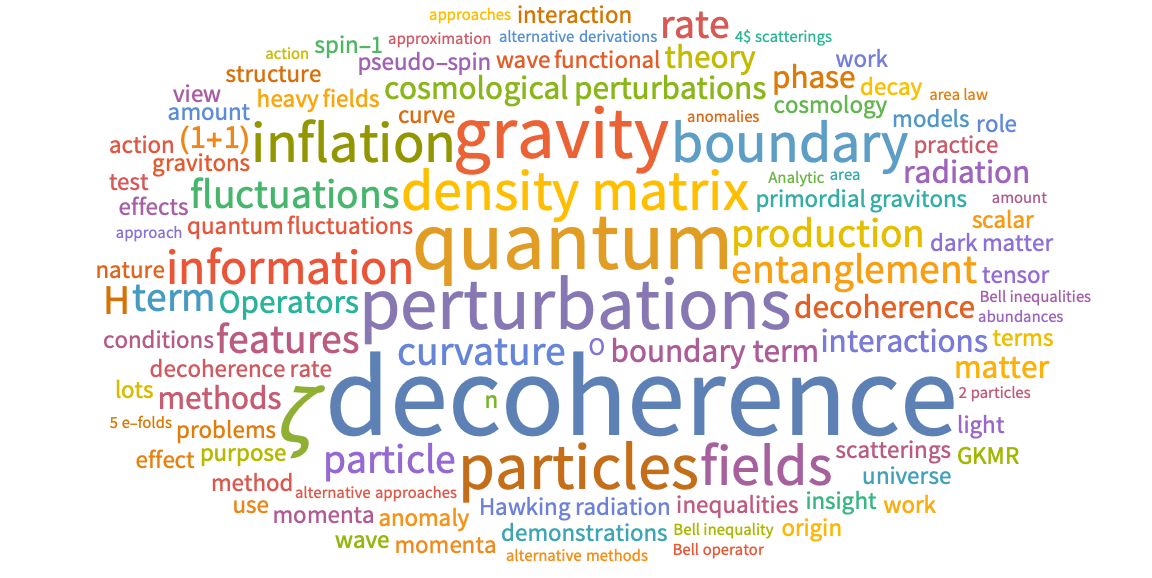 approaches interaction rate
action spin-1 approximation alternative derivations 4$ scatterings
structure pseudo-spin wave functional theory work
view heavy fields cosmological perturbations phase decay area law
amount curve anomalies cosmology models role
action (1+1) inflation gravity boundary practice
gravitons Analytic area radiation
test fluctuations density matrix primordial gravitons amount
effects scalar
approach quantum fluctuations quantum production dark matter
nature information entanglement tensor
H term Operators perturbations decoherence Bell inequalities
abundances
conditions features curvature O boundary term interactions terms
decoherence rate matter
lots methods ζ decoherence n 2 particles
5 e-folds problems light
effect purpose particle particles fields scatterings GKMR
method alternative approaches universe
use momenta anomaly Hawking radiation inequalities insight work
wave momenta demonstrations Bell inequality origin
alternative methods Bell operator